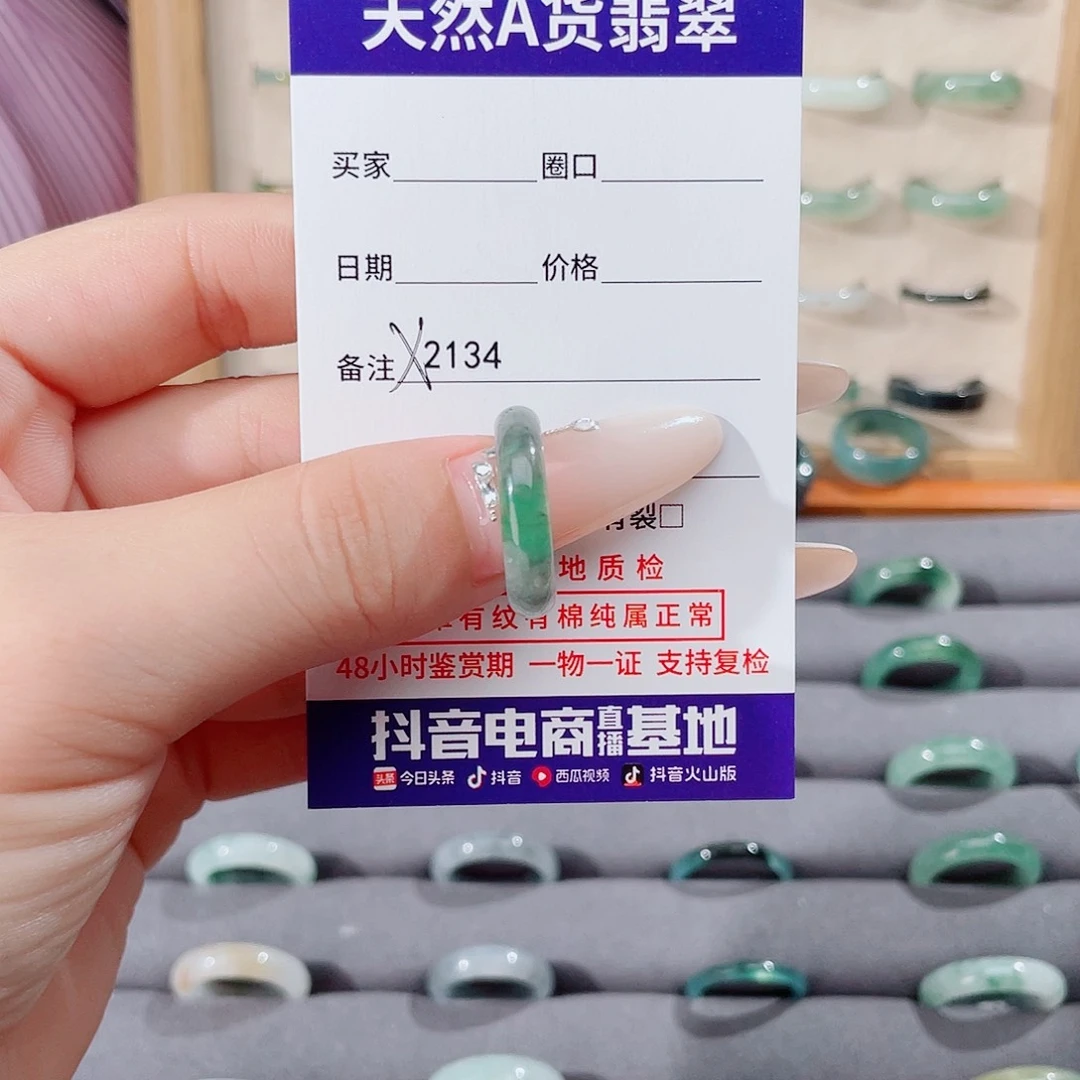 天然A货翡翠
买家 圈口
日期 价格
备注 X2134
有裂□
地质检
有纹有棉纯属正常
48小时鉴赏期 一物一证 支持复检
抖音电商直播基地
头条 今日头条 抖音 西瓜视频 抖音火山版